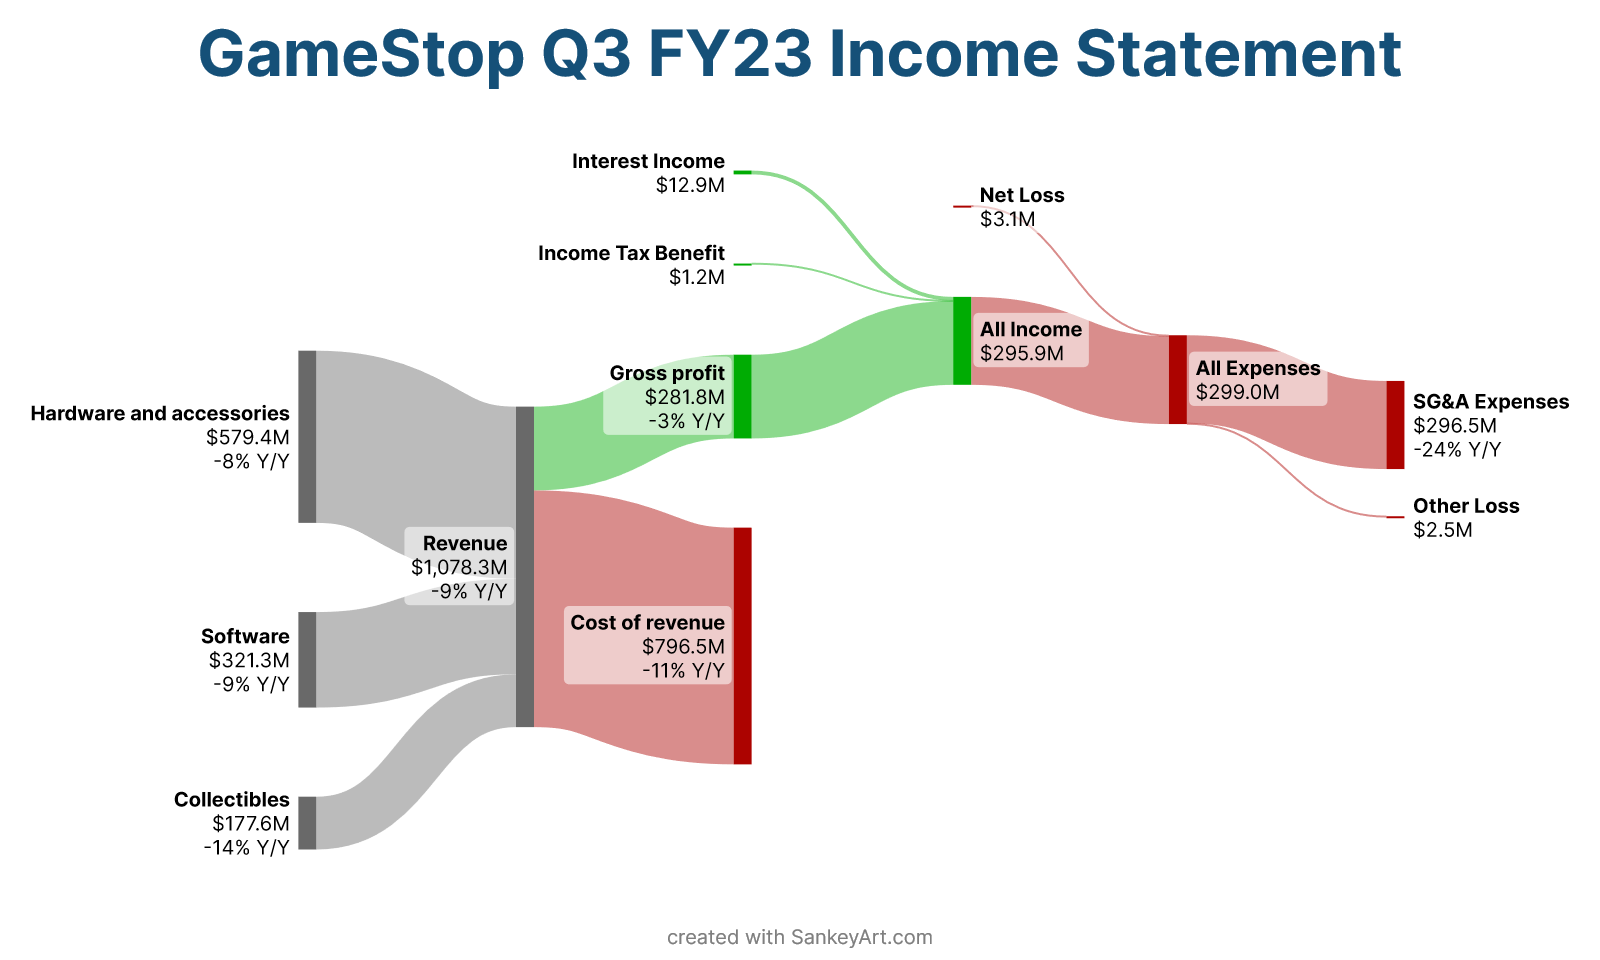 GameStop Q3 FY23 Income Statement
Interest Income
$12.9M
Net Loss
$3.1M
Income Tax Benefit
$1.2M
All Income
$295.9M
All Expenses
$299.0M
Gross profit
$281.8M
-3% Y/Y
SG&A Expenses
$296.5M
-24% Y/Y
Hardware and accessories
$579.4M
-8% Y/Y
Other Loss
$2.5M
Revenue
$1,078.3M
-9% Y/Y
Cost of revenue
$796.5M
-11% Y/Y
Software
$321.3M
-9% Y/Y
Collectibles
$177.6M
-14% Y/Y
created with SankeyArt.com